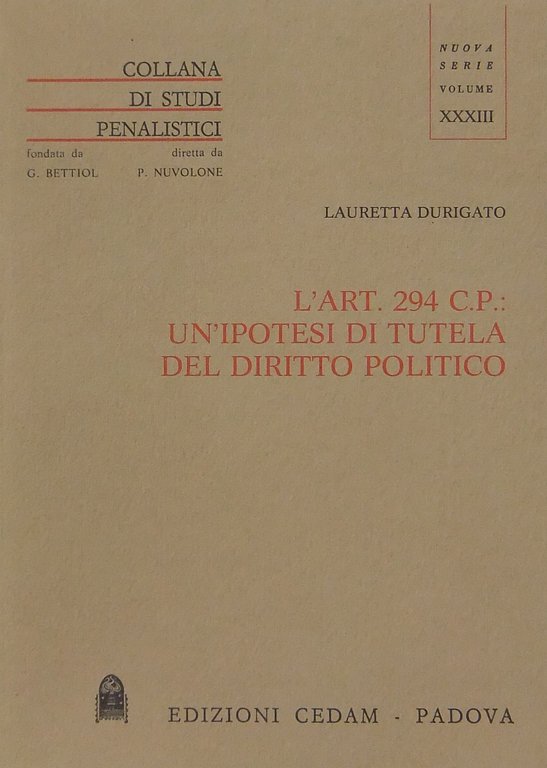 COLLANA
DI STUDI
PENALISTICI
fondata da diretta da
G. BETTIOL P. NUVOLONE
NUOVA
SERIE
VOLUME
XXXIII
LAURETTA DURIGATO
L'ART. 294 C.P.:
UN'IPOTESI DI TUTELA
DEL DIRITTO POLITICO
EDIZIONI CEDAM - PADOVA